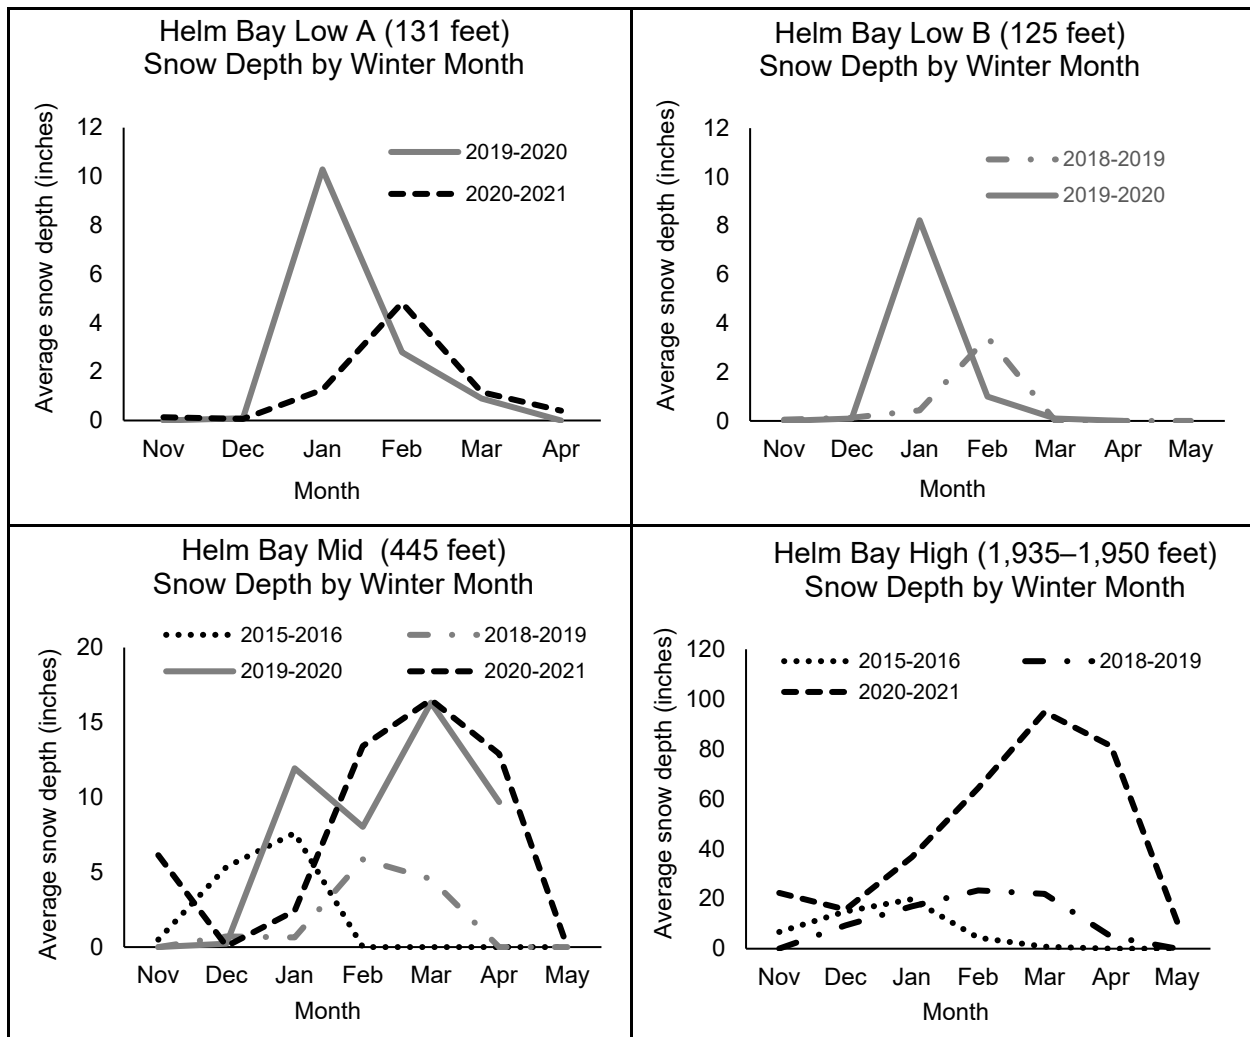 Helm Bay Low A (131 feet)
Snow Depth by Winter Month
Average snow depth (inches)
12
10
8
6
4
2
0
2019-2020
2020-2021
Nov Dec Jan Feb Mar Apr
Month
Helm Bay Low B (125 feet)
Snow Depth by Winter Month
Average snow depth (inches)
12
10
8
6
4
2
0
2018-2019
2019-2020
Nov Dec Jan Feb Mar Apr May
Month
Helm Bay Mid (445 feet)
Snow Depth by Winter Month
Average snow depth (inches)
20
15
10
5
0
2015-2016 2018-2019
2019-2020 2020-2021
Nov Dec Jan Feb Mar Apr May
Month
Helm Bay High (1,935–1,950 feet)
Snow Depth by Winter Month
Average snow depth (inches)
120
100
80
60
40
20
0
2015-2016 2018-2019
2020-2021
Nov Dec Jan Feb Mar Apr May
Month